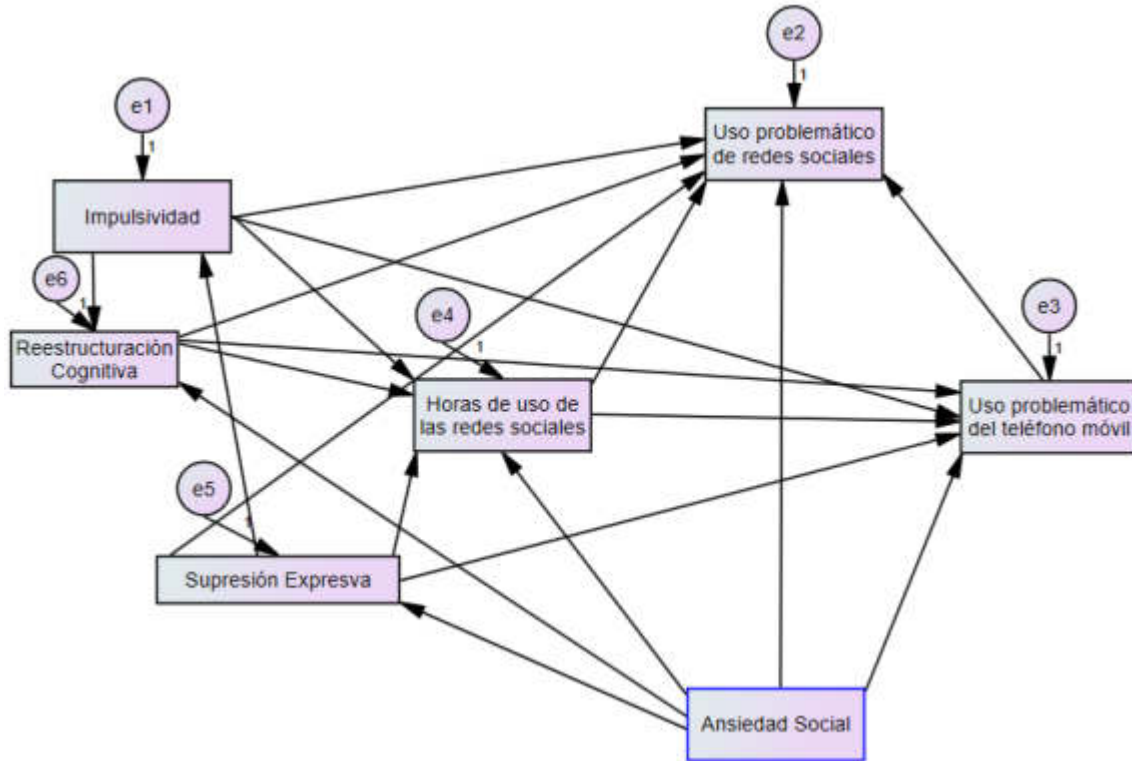 e2
1
Uso problemático
de redes sociales
e1
1
Impulsividad
e6
1
Reestructuración
Cognitiva
e4
1
Horas de uso de
las redes sociales
e3
1
Uso problemático
del teléfono móvil
e5
1
Supresión Expresva
Ansiedad Social